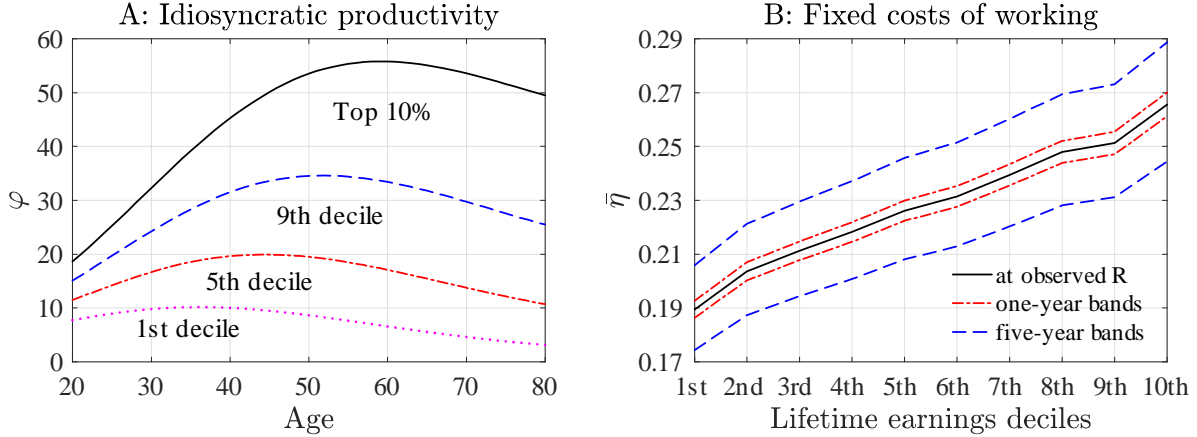 A: Idiosyncratic productivity
60
50
40
30
20
10
0
φ
Top 10%
9th decile
5th decile
1st decile
20 30 40 50 60 70 80
Age
B: Fixed costs of working
0.29
0.27
0.25
0.23
0.21
0.19
0.17
η̄
at observed R
one-year bands
five-year bands
1st 2nd 3rd 4th 5th 6th 7th 8th 9th 10th
Lifetime earnings deciles